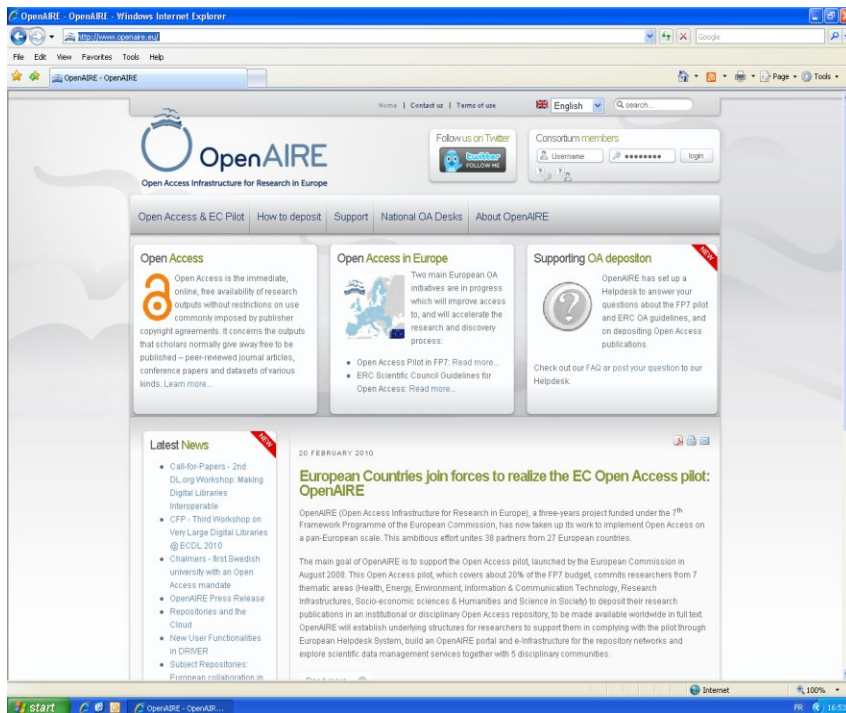 OpenAIRE - OpenAIRE - Windows Internet Explorer
http://www.openaire.eu/
Google
File Edit View Favorites Tools Help
OpenAIRE - OpenAIRE
Page Tools
Home | Contact us | Terms of use
English
search...
OpenAIRE
Open Access Infrastructure for Research in Europe
Follow us on Twitter
twitter
FOLLOW ME
Consortium members
Username
login
Open Access & EC Pilot
How to deposit
Support
National OA Desks
About OpenAIRE
Open Access
Open Access is the immediate,
online, free availability of research
outputs without restrictions on use
commonly imposed by publisher
copyright agreements. It concerns the outputs
that scholars normally give away free to be
published – peer-reviewed journal articles,
conference papers and datasets of various
kinds. Learn more...
Open Access in Europe
Two main European OA
initiatives are in progress
which will improve access
to, and will accelerate the
research and discovery
process:
• Open Access Pilot in FP7: Read more...
• ERC Scientific Council Guidelines for
Open Access: Read more...
NEW
Supporting OA depositon
OpenAIRE has set up a
Helpdesk to answer your
questions about the FP7 pilot
and ERC OA guidelines, and
on depositing Open Access
publications.
Check out our FAQ or post your question to our
Helpdesk.
NEW
Latest News
• Call-for-Papers - 2nd
DL.org Workshop: Making
Digital Libraries
Interoperable
• CFP - Third Workshop on
Very Large Digital Libraries
@ ECDL 2010
• Chalmers - first Swedish
university with an Open
Access mandate
• OpenAIRE Press Release
• Repositories and the
Cloud
• New User Functionalities
in DRIVER
• Subject Repositories:
European collaboration in
20 FEBRUARY 2010
European Countries join forces to realize the EC Open Access pilot:
OpenAIRE
OpenAIRE (Open Access Infrastructure for Research in Europe), a three-years project funded under the 7th
Framework Programme of the European Commission, has now taken up its work to implement Open Access on
a pan-European scale. This ambitious effort unites 38 partners from 27 European countries.
The main goal of OpenAIRE is to support the Open Access pilot, launched by the European Commission in
August 2008. This Open Access pilot, which covers about 20% of the FP7 budget, commits researchers from 7
thematic areas (Health, Energy, Environment, Information & Communication Technology, Research
Infrastructures, Socio-economic sciences & Humanities and Science in Society) to deposit their research
publications in an institutional or disciplinary Open Access repository, to be made available worldwide in full text.
OpenAIRE will establish underlying structures for researchers to support them in complying with the pilot through
European Helpdesk System, build an OpenAIRE portal and e-Infrastructure for the repository networks and
explore scientific data management services together with 5 disciplinary communities.
Read more
Internet
100%
start
OpenAIRE - OpenAIR...
FR
16:53